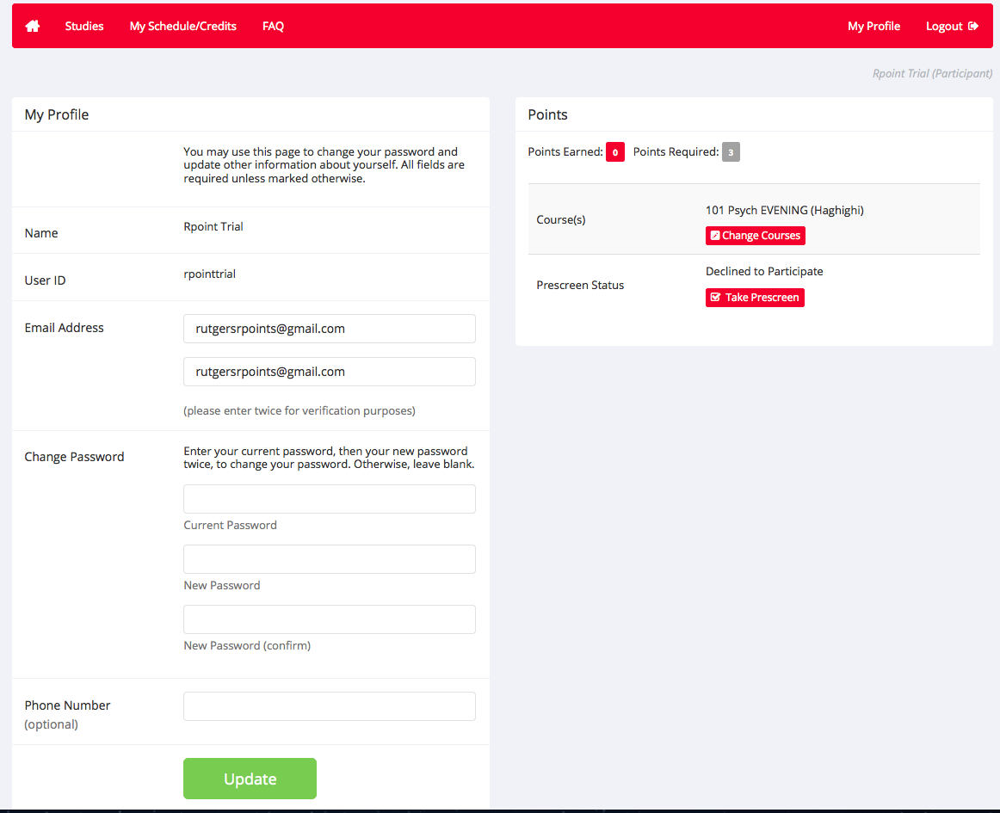 Studies
My Schedule/Credits
FAQ
My Profile
Logout
Rpoint Trial (Participant)
My Profile
You may use this page to change your password and
update other information about yourself. All fields are
required unless marked otherwise.
Name
Rpoint Trial
User ID
rpointtrial
Email Address
rutgersrpoints@gmail.com
rutgersrpoints@gmail.com
(please enter twice for verification purposes)
Change Password
Enter your current password, then your new password
twice, to change your password. Otherwise, leave blank.
Current Password
New Password
New Password (confirm)
Phone Number
(optional)
Update
Points
Points Earned: 0 Points Required: 3
Course(s)
101 Psych EVENING (Haghighi)
Change Courses
Prescreen Status
Declined to Participate
Take Prescreen